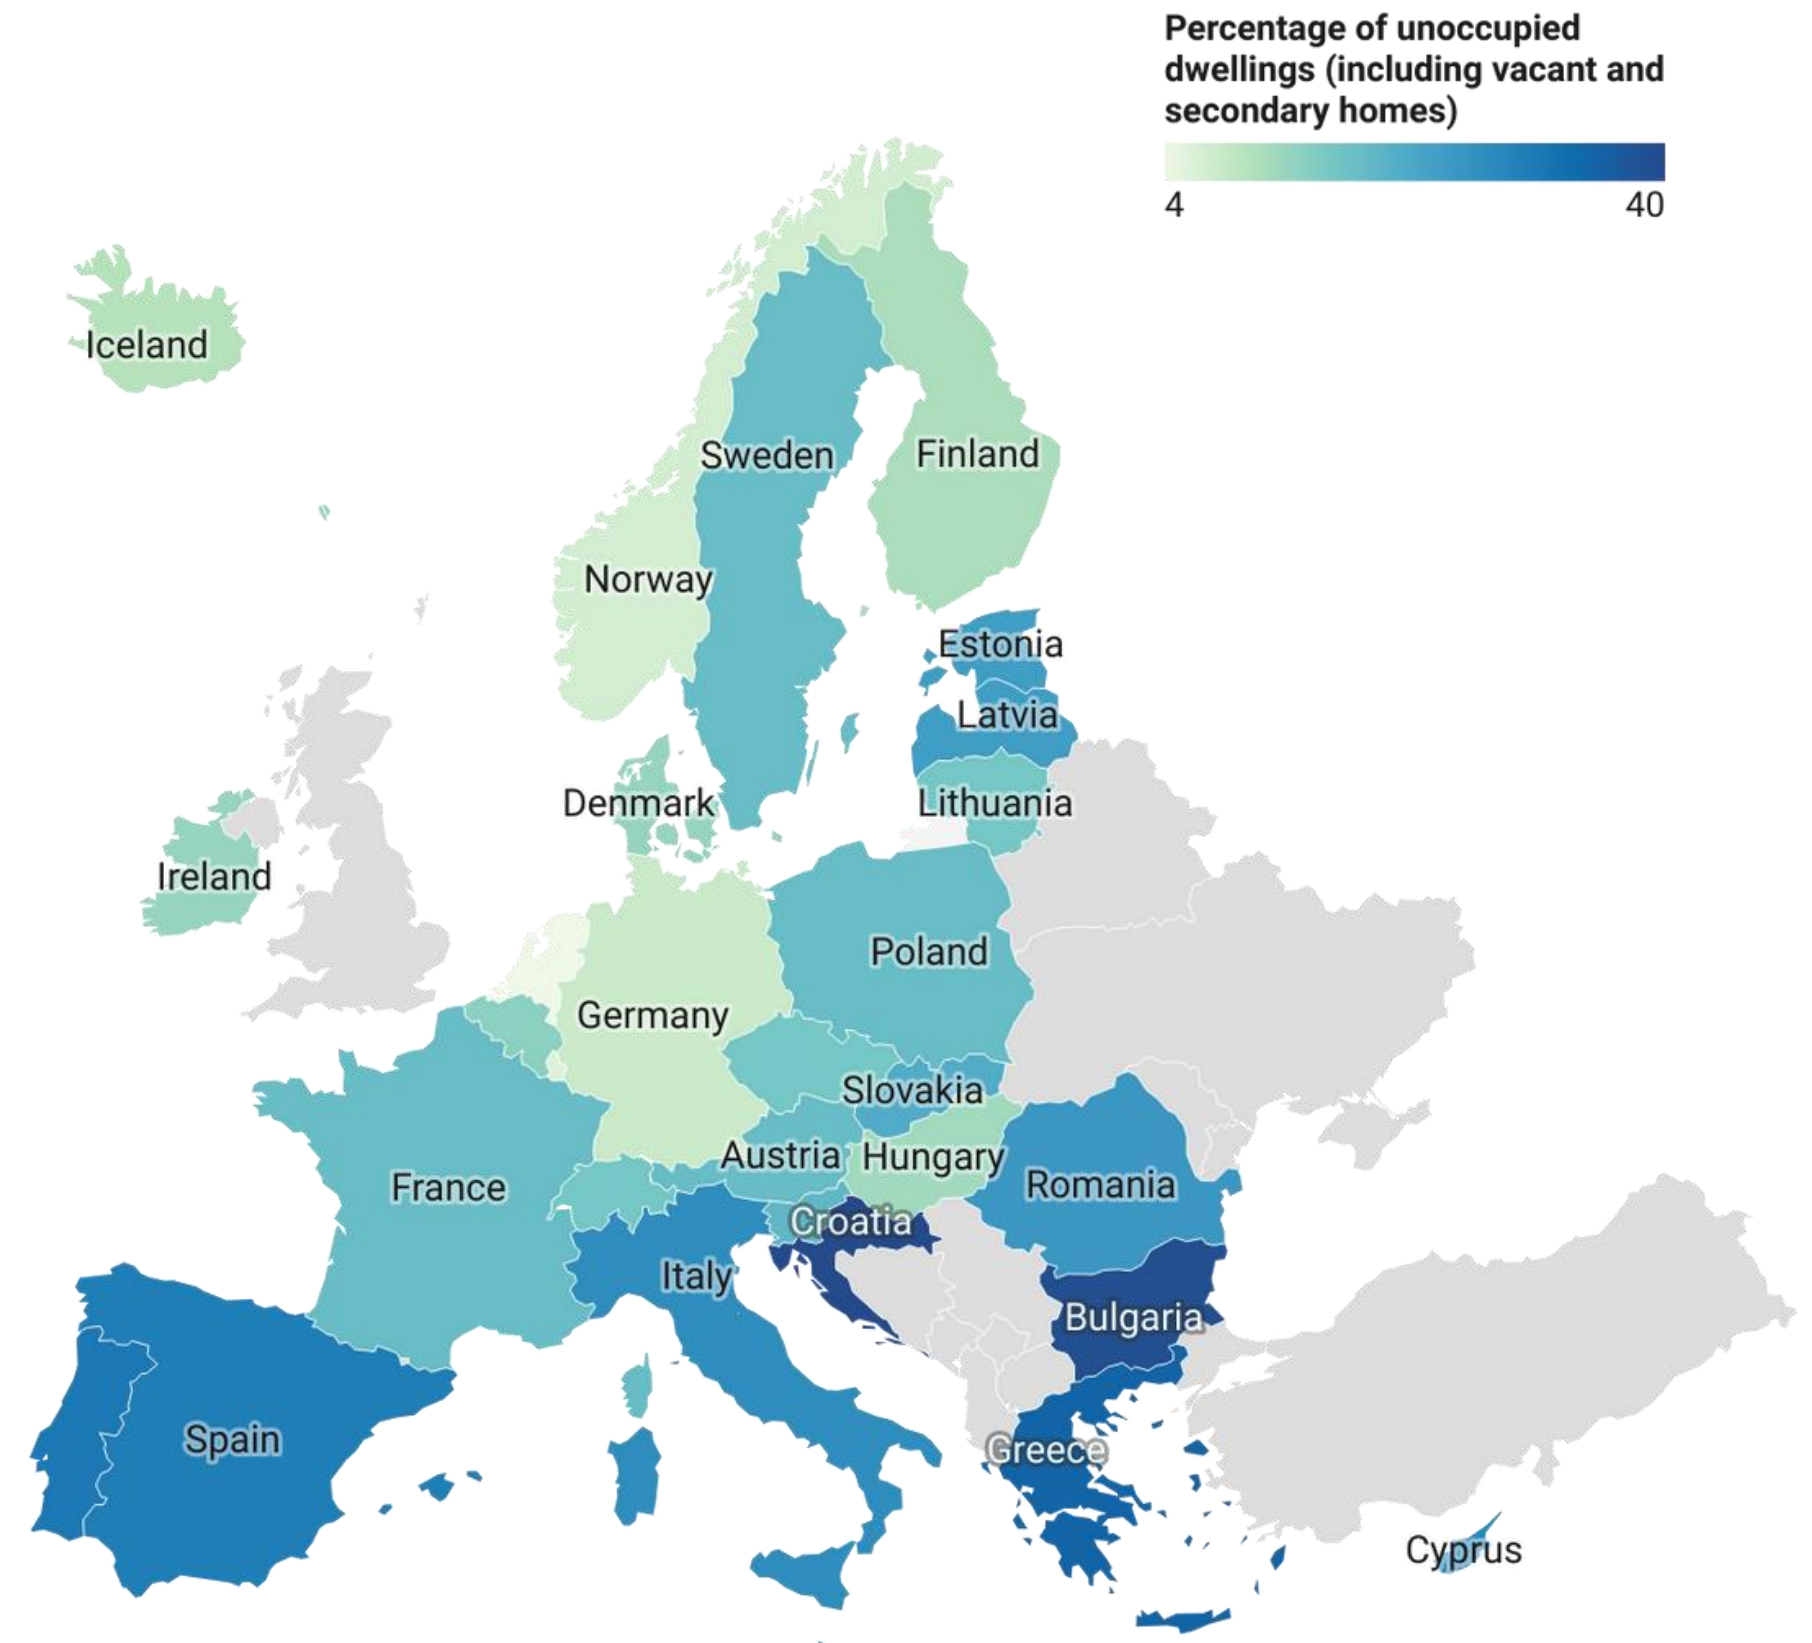 Percentage of unoccupied
dwellings (including vacant and
secondary homes)
4
40
Iceland
Sweden
Finland
Norway
Estonia
Latvia
Denmark
Lithuania
Ireland
Poland
Germany
Slovakia
Austria
Hungary
France
Romania
Croatia
Italy
Bulgaria
Spain
Greece
Cyprus